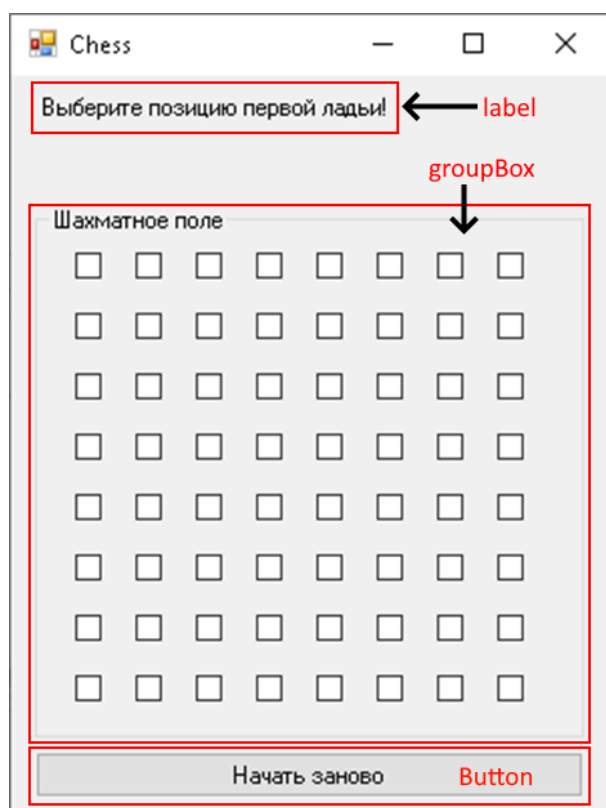 Chess
Выберите позицию первой ладьи! label
groupBox
Шахматное поле
Начать заново Button